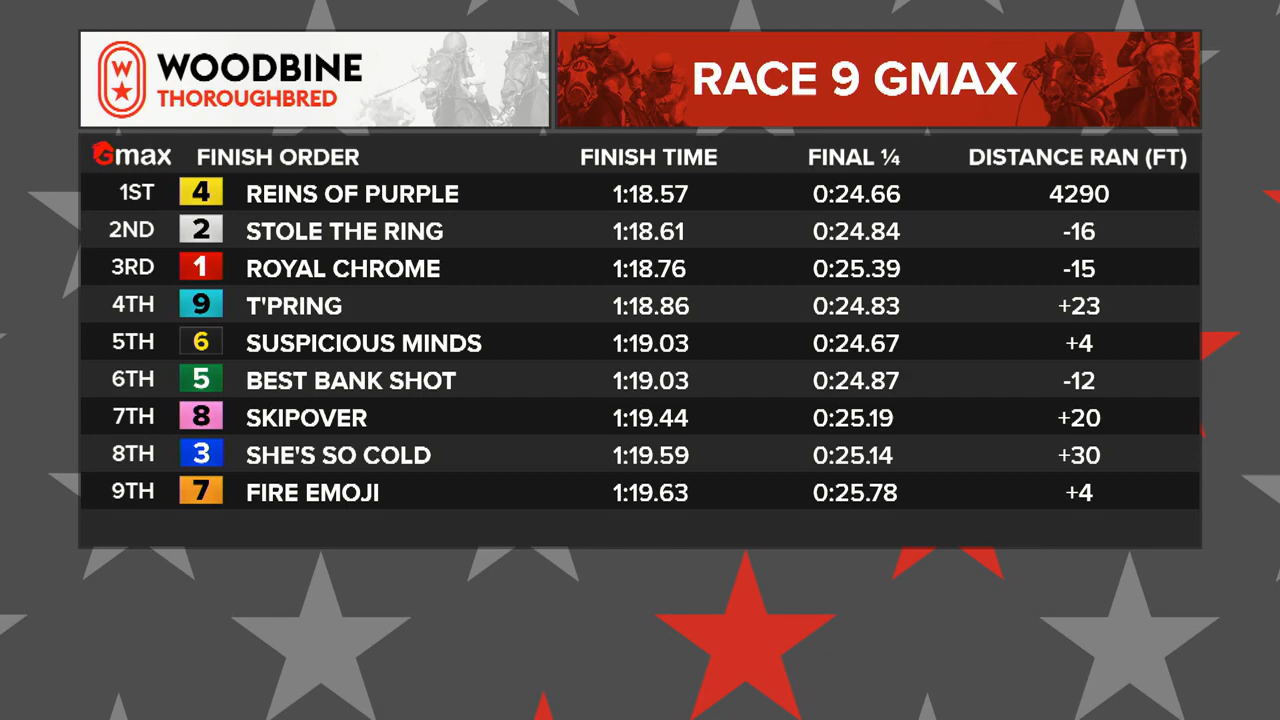 W WOODBINE
THOROUGHBRED
RACE 9 GMAX
Gmax FINISH ORDER FINISH TIME FINAL ¼ DISTANCE RAN (FT)
1ST 4 REINS OF PURPLE 1:18.57 0:24.66 4290
2ND 2 STOLE THE RING 1:18.61 0:24.84 -16
3RD 1 ROYAL CHROME 1:18.76 0:25.39 -15
4TH 9 T'PRING 1:18.86 0:24.83 +23
5TH 6 SUSPICIOUS MINDS 1:19.03 0:24.67 +4
6TH 5 BEST BANK SHOT 1:19.03 0:24.87 -12
7TH 8 SKIPOVER 1:19.44 0:25.19 +20
8TH 3 SHE'S SO COLD 1:19.59 0:25.14 +30
9TH 7 FIRE EMOJI 1:19.63 0:25.78 +4